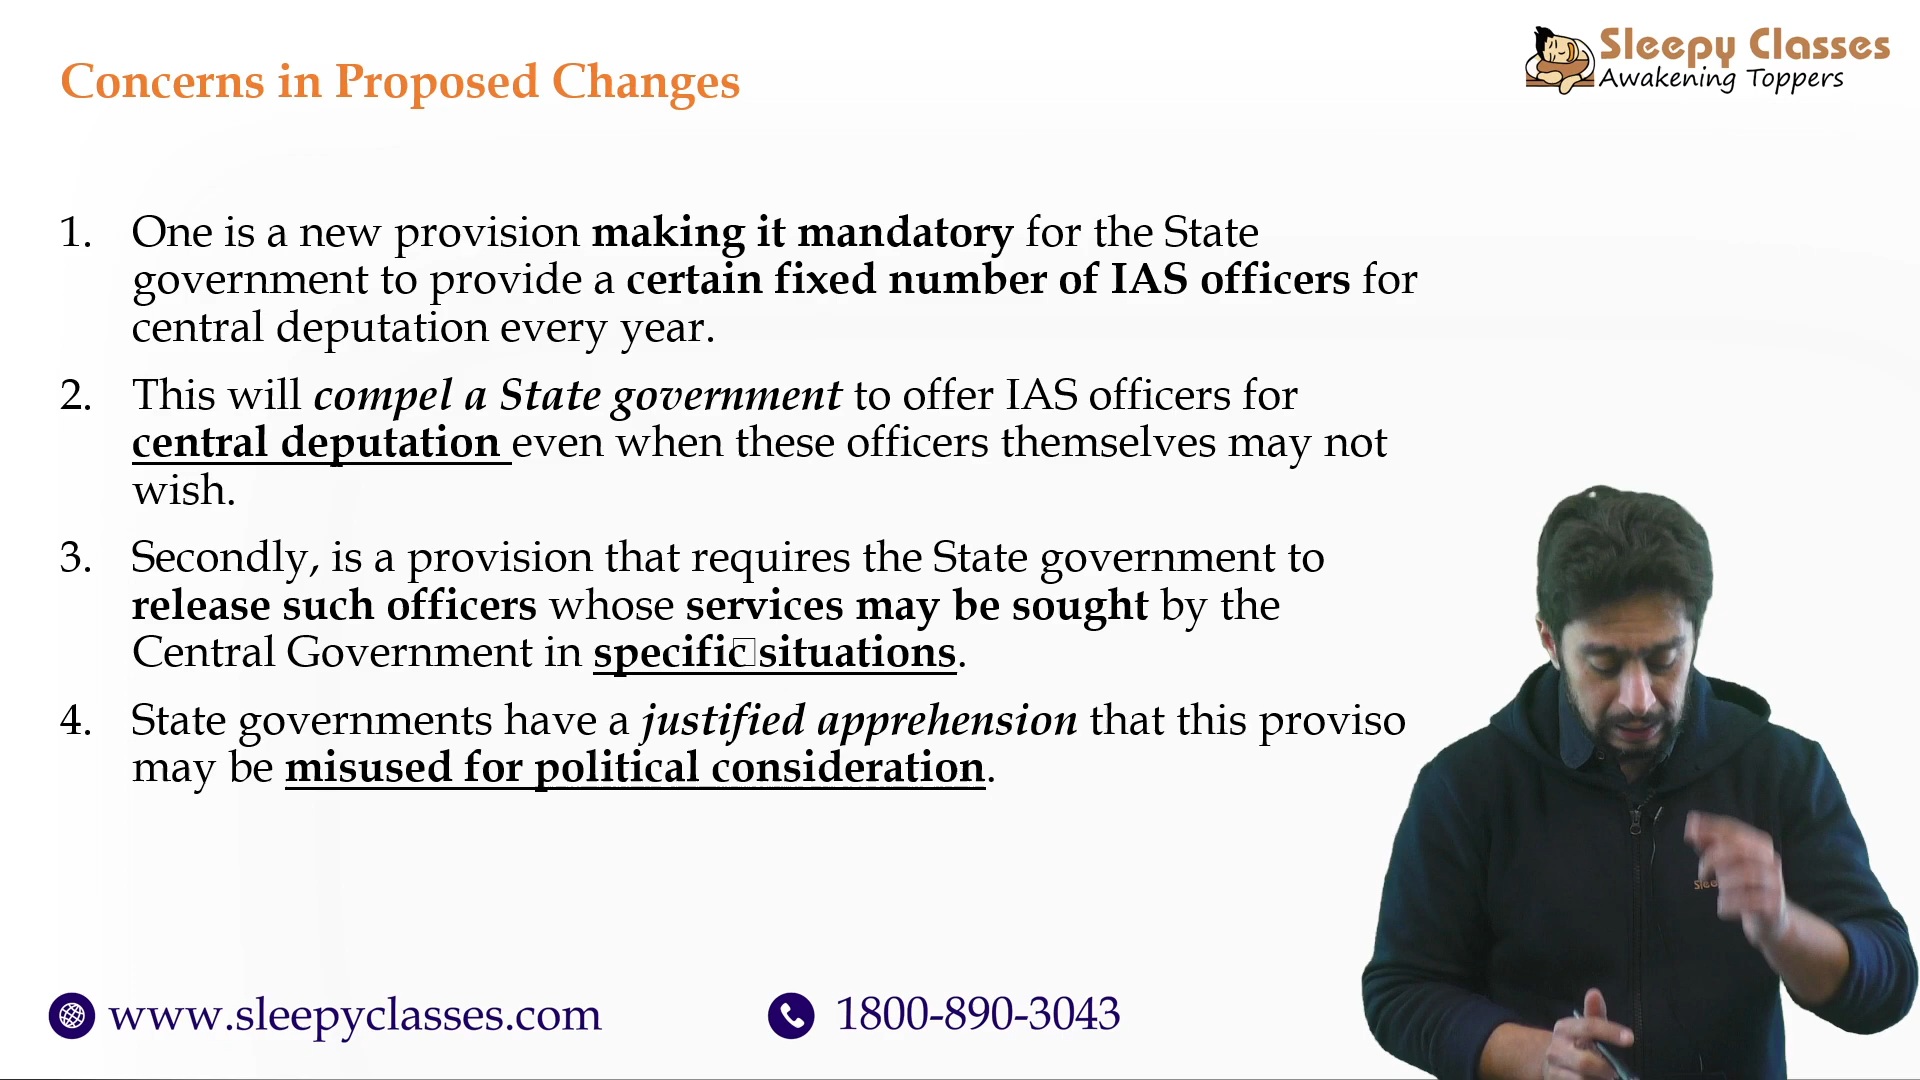 Sleepy Classes
Awakening Toppers
Concerns in Proposed Changes
1. One is a new provision making it mandatory for the State
government to provide a certain fixed number of IAS officers for
central deputation every year.
2. This will compel a State government to offer IAS officers for
central deputation even when these officers themselves may not
wish.
3. Secondly, is a provision that requires the State government to
release such officers whose services may be sought by the
Central Government in specific situations.
4. State governments have a justified apprehension that this proviso
may be misused for political consideration.
www.sleepyclasses.com
1800-890-3043